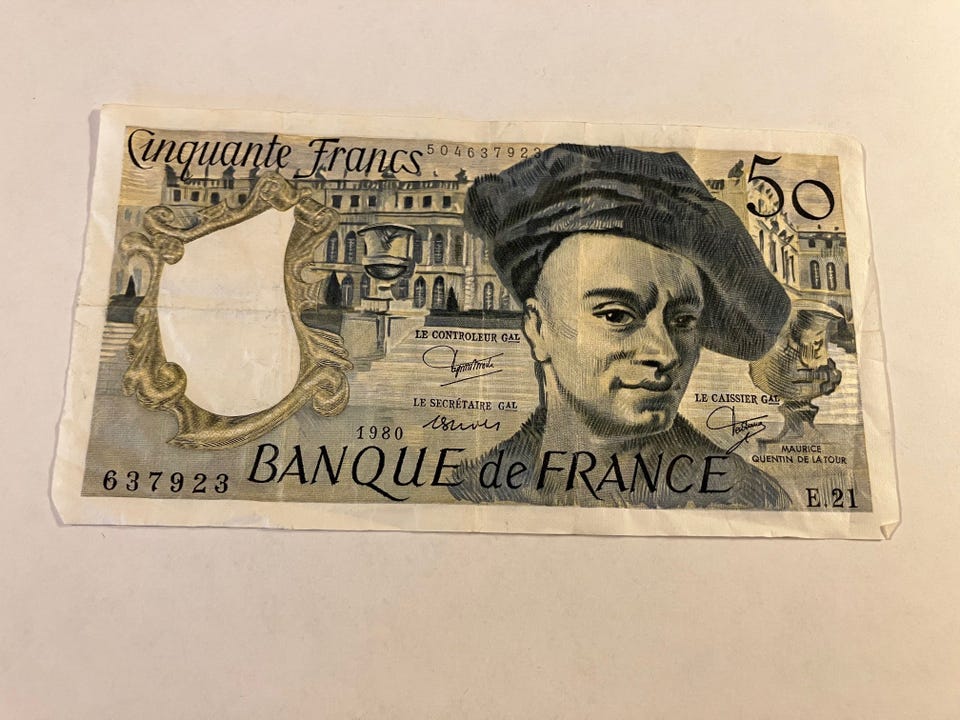 Cinquante Francs
504637923
50
LE CONTROLEUR GAL
LE SECRÉTAIRE GAL
LE CAISSIER GAL
1980
MAURICE
QUENTIN DE LA TOUR
637923
BANQUE de FRANCE
E.21